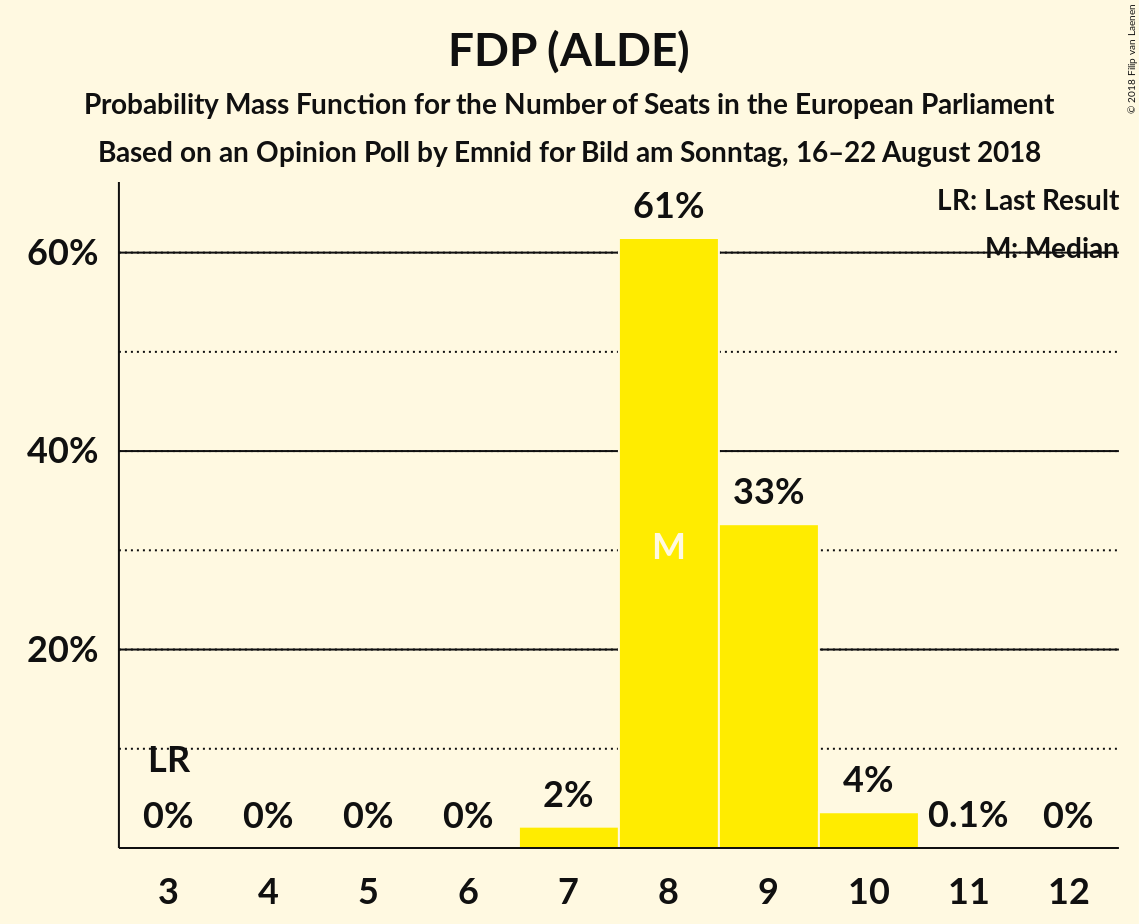 FDP (ALDE)
Probability Mass Function for the Number of Seats in the European Parliament
Based on an Opinion Poll by Emnid for Bild am Sonntag, 16–22 August 2018
© 2018 Filip van Laenen
LR: Last Result
M: Median
61%
60%
40%
33%
M
20%
LR
0% 0% 0% 0% 2% 4% 0.1% 0%
3 4 5 6 7 8 9 10 11 12